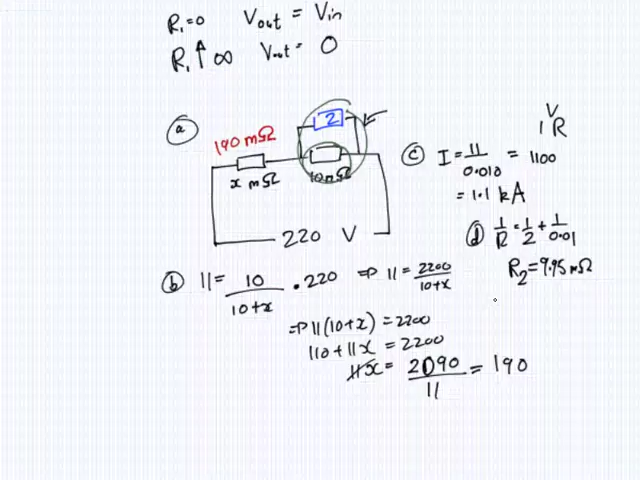 R₁=0 Vout = Vin
R₁↑∞ Vout = 0
(a)
2
190 mΩ
x mΩ
10 mΩ
220 V
(b) 11 = 10/(10+x) . 220 ⇒ 11 = 2200/(10+x)
⇒ 11(10+x) = 2200
110 + 11x = 2200
11x = 2090/11 = 190
V
I R
(c) I = 11/0.010 = 1100
= 1.1 kA
(d) 1/R = 1/2 + 1/0.01
R₂ = 9.95 mΩ